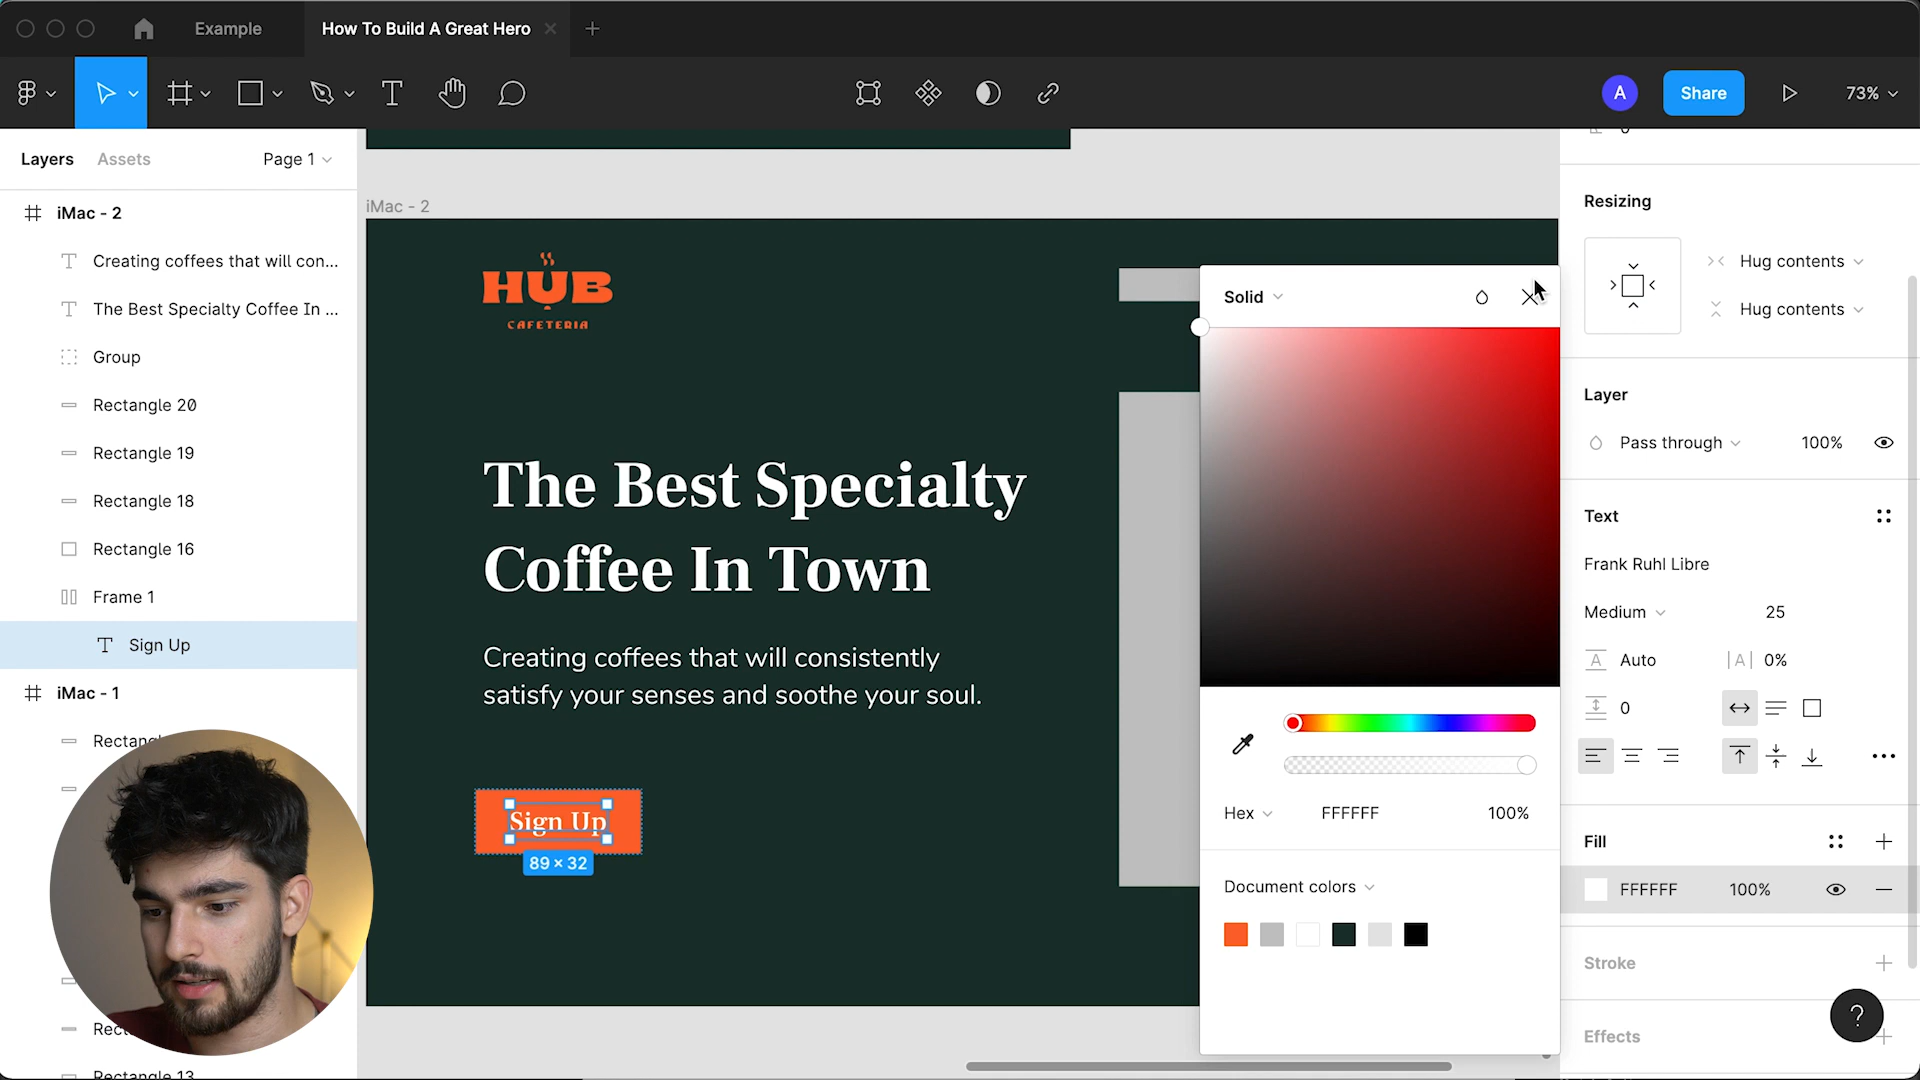 Example
How To Build A Great Hero
A
Share
73%
Layers
Assets
Page 1
iMac - 2
Creating coffees that will con...
The Best Specialty Coffee In ...
Group
Rectangle 20
Rectangle 19
Rectangle 18
Rectangle 16
Frame 1
Sign Up
iMac - 1
iMac - 2
HUB
CAFETERIA
The Best Specialty
Coffee In Town
Creating coffees that will consistently
satisfy your senses and soothe your soul.
Sign Up
89 × 32
Solid
Hex
FFFFFF
100%
Document colors
Resizing
Hug contents
Hug contents
Layer
Pass through
100%
Text
Frank Ruhl Libre
Medium
25
Auto
|A| 0%
0
Fill
FFFFFF
100%
Stroke
Effects
?